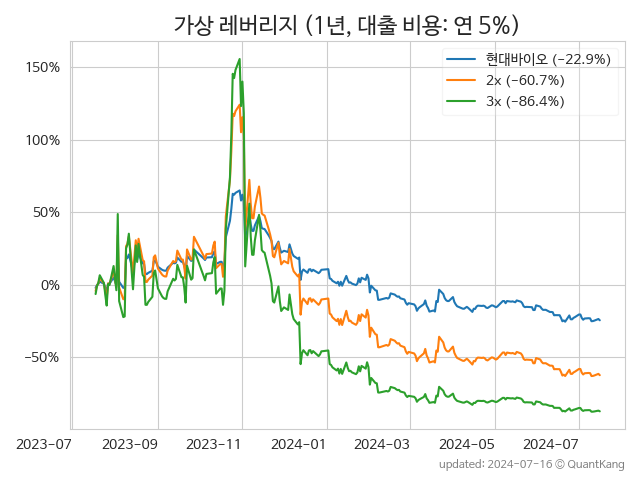 가상 레버리지 (1년, 대출 비용: 연 5%)
현대바이오 (−22.9%)
2x (−60.7%)
3x (−86.4%)
150%
100%
50%
0%
−50%
2023-07
2023-09
2023-11
2024-01
2024-03
2024-05
2024-07
updated: 2024-07-16 © QuantKang